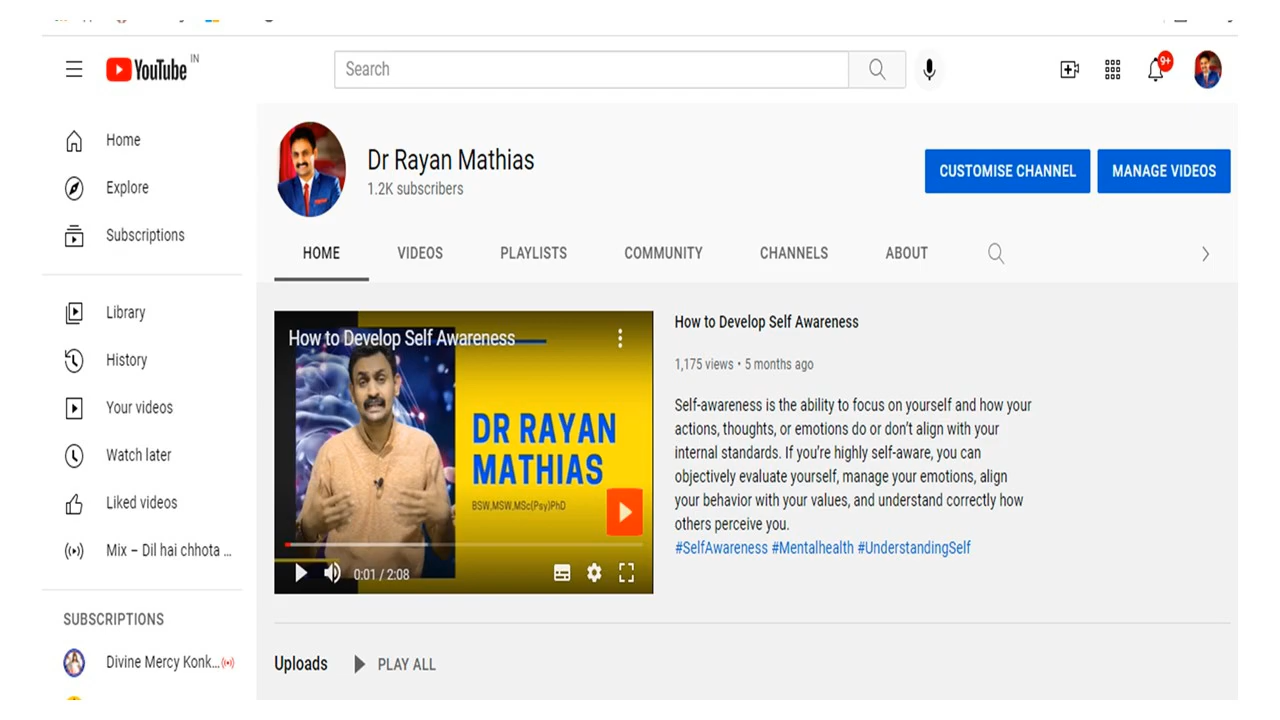 YouTube IN
Search
9+
Home
Explore
Subscriptions
Library
History
Your videos
Watch later
Liked videos
Mix – Dil hai chhota ...
SUBSCRIPTIONS
Divine Mercy Konk...
Dr Rayan Mathias
1.2K subscribers
CUSTOMISE CHANNEL
MANAGE VIDEOS
HOME
VIDEOS
PLAYLISTS
COMMUNITY
CHANNELS
ABOUT
How to Develop Self Awareness
DR RAYAN
MATHIAS
BSW,MSW,MSc(Psy)PhD
0:01 / 2:08
How to Develop Self Awareness
1,175 views • 5 months ago
Self-awareness is the ability to focus on yourself and how your
actions, thoughts, or emotions do or don’t align with your
internal standards. If you’re highly self-aware, you can
objectively evaluate yourself, manage your emotions, align
your behavior with your values, and understand correctly how
others perceive you.
#SelfAwareness #Mentalhealth #UnderstandingSelf
Uploads
PLAY ALL